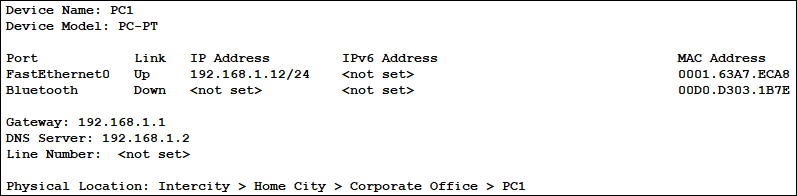 Device Name: PC1
Device Model: PC-PT
Port Link IP Address IPv6 Address MAC Address
FastEthernet0 Up 192.168.1.12/24 <not set> 0001.63A7.ECA8
Bluetooth Down <not set> <not set> 00D0.D303.1B7E
Gateway: 192.168.1.1
DNS Server: 192.168.1.2
Line Number: <not set>
Physical Location: Intercity > Home City > Corporate Office > PC1